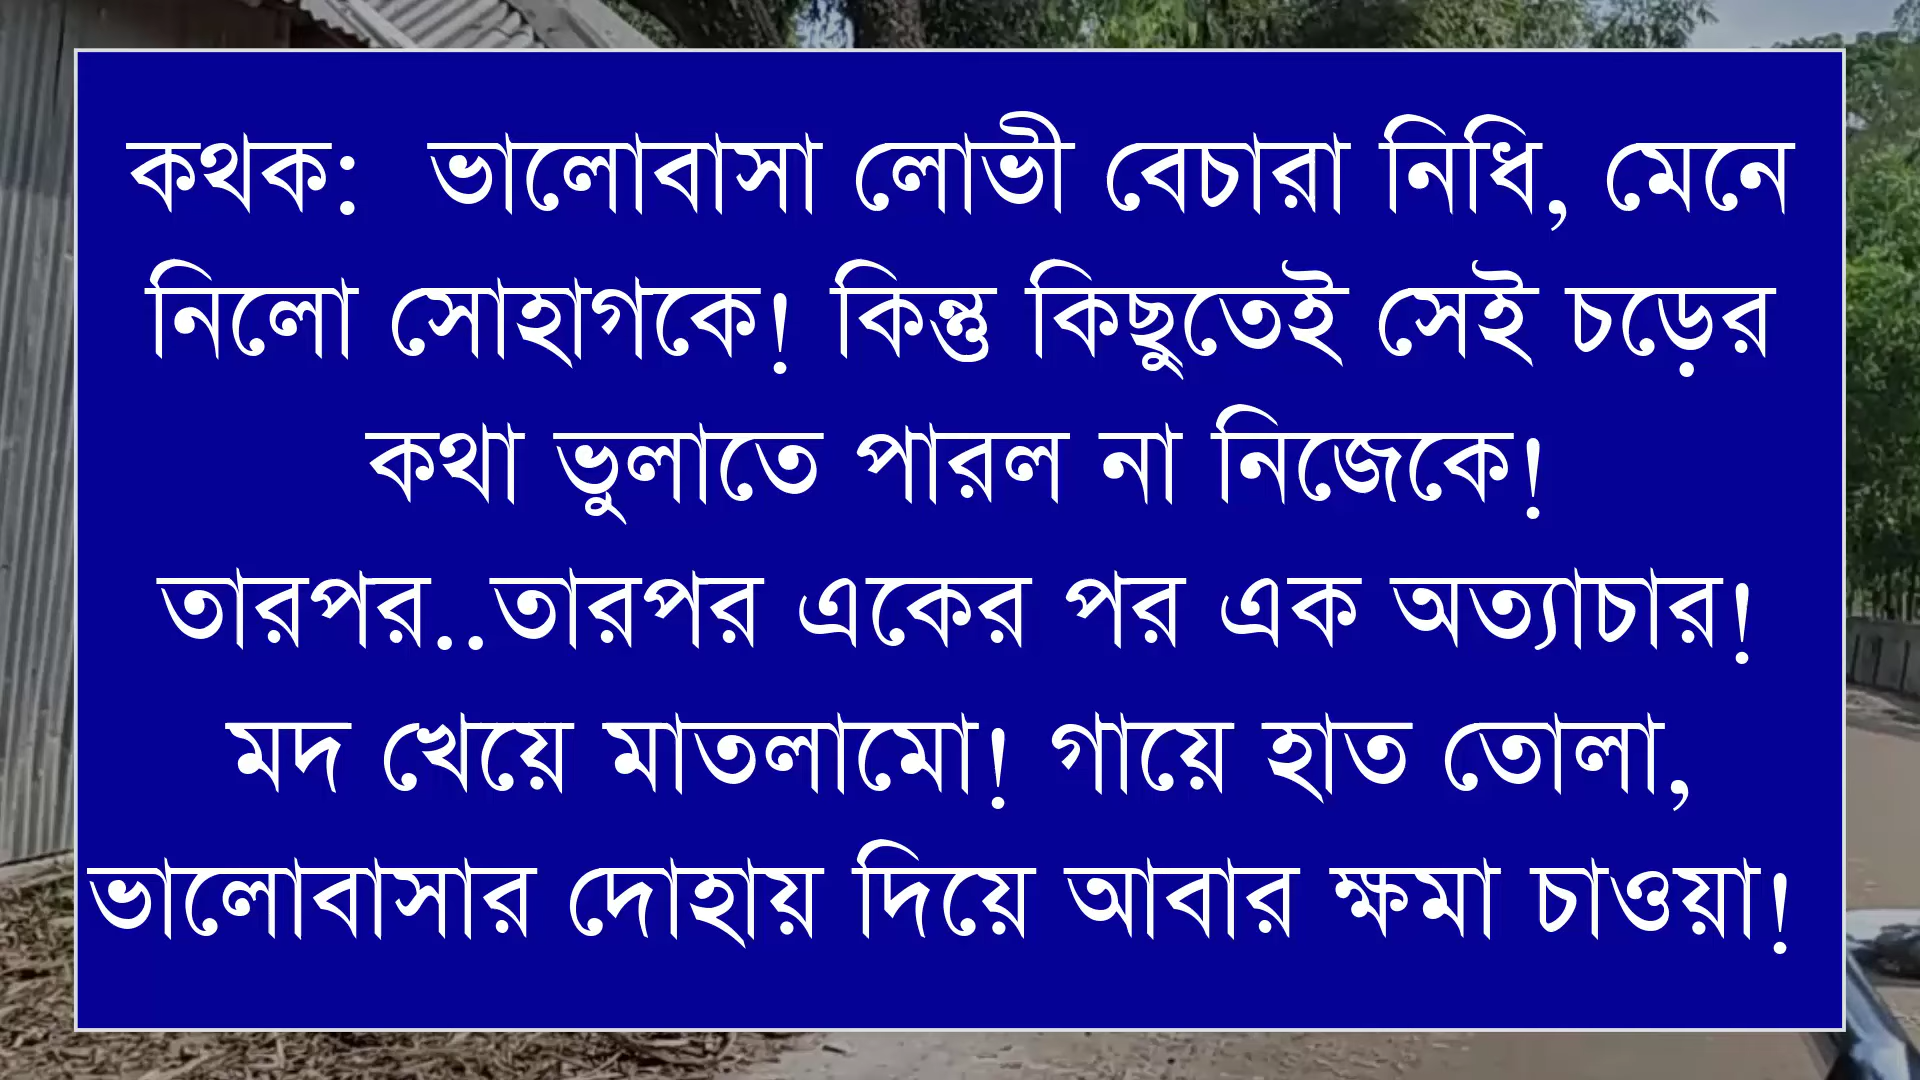 কথক:  ভালোবাসা লোভী বেচারা নিধি, মেনে
নিলো সোহাগকে! কিন্তু কিছুতেই সেই চড়ের
কথা ভুলাতে পারল না নিজেকে!
তারপর..তারপর একের পর এক অত্যাচার!
মদ খেয়ে মাতলামো! গায়ে হাত তোলা,
ভালোবাসার দোহায় দিয়ে আবার ক্ষমা চাওয়া!